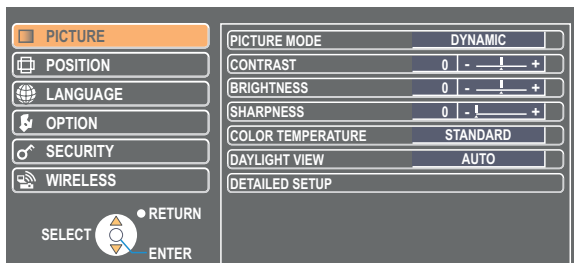 PICTURE
POSITION
LANGUAGE
OPTION
SECURITY
WIRELESS
RETURN
SELECT
ENTER
PICTURE MODE DYNAMIC
CONTRAST 0 - +
BRIGHTNESS 0 - +
SHARPNESS 0 - +
COLOR TEMPERATURE STANDARD
DAYLIGHT VIEW AUTO
DETAILED SETUP